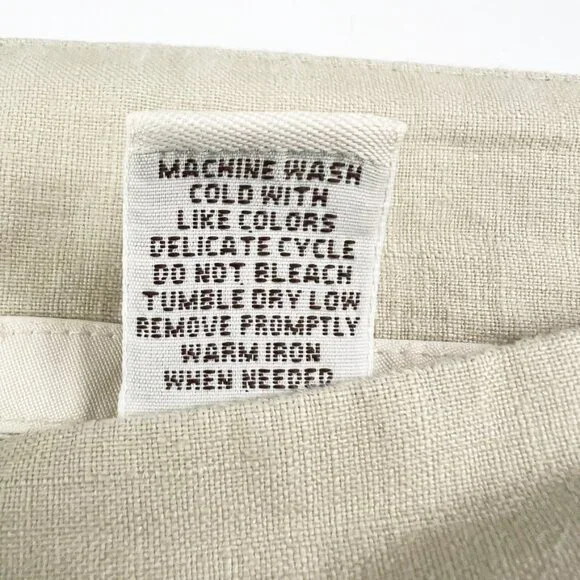 MACHINE WASH
COLD WITH
LIKE COLORS
DELICATE CYCLE
DO NOT BLEACH
TUMBLE DRY LOW
REMOVE PROMPTLY
WARM IRON
WHEN NEEDED